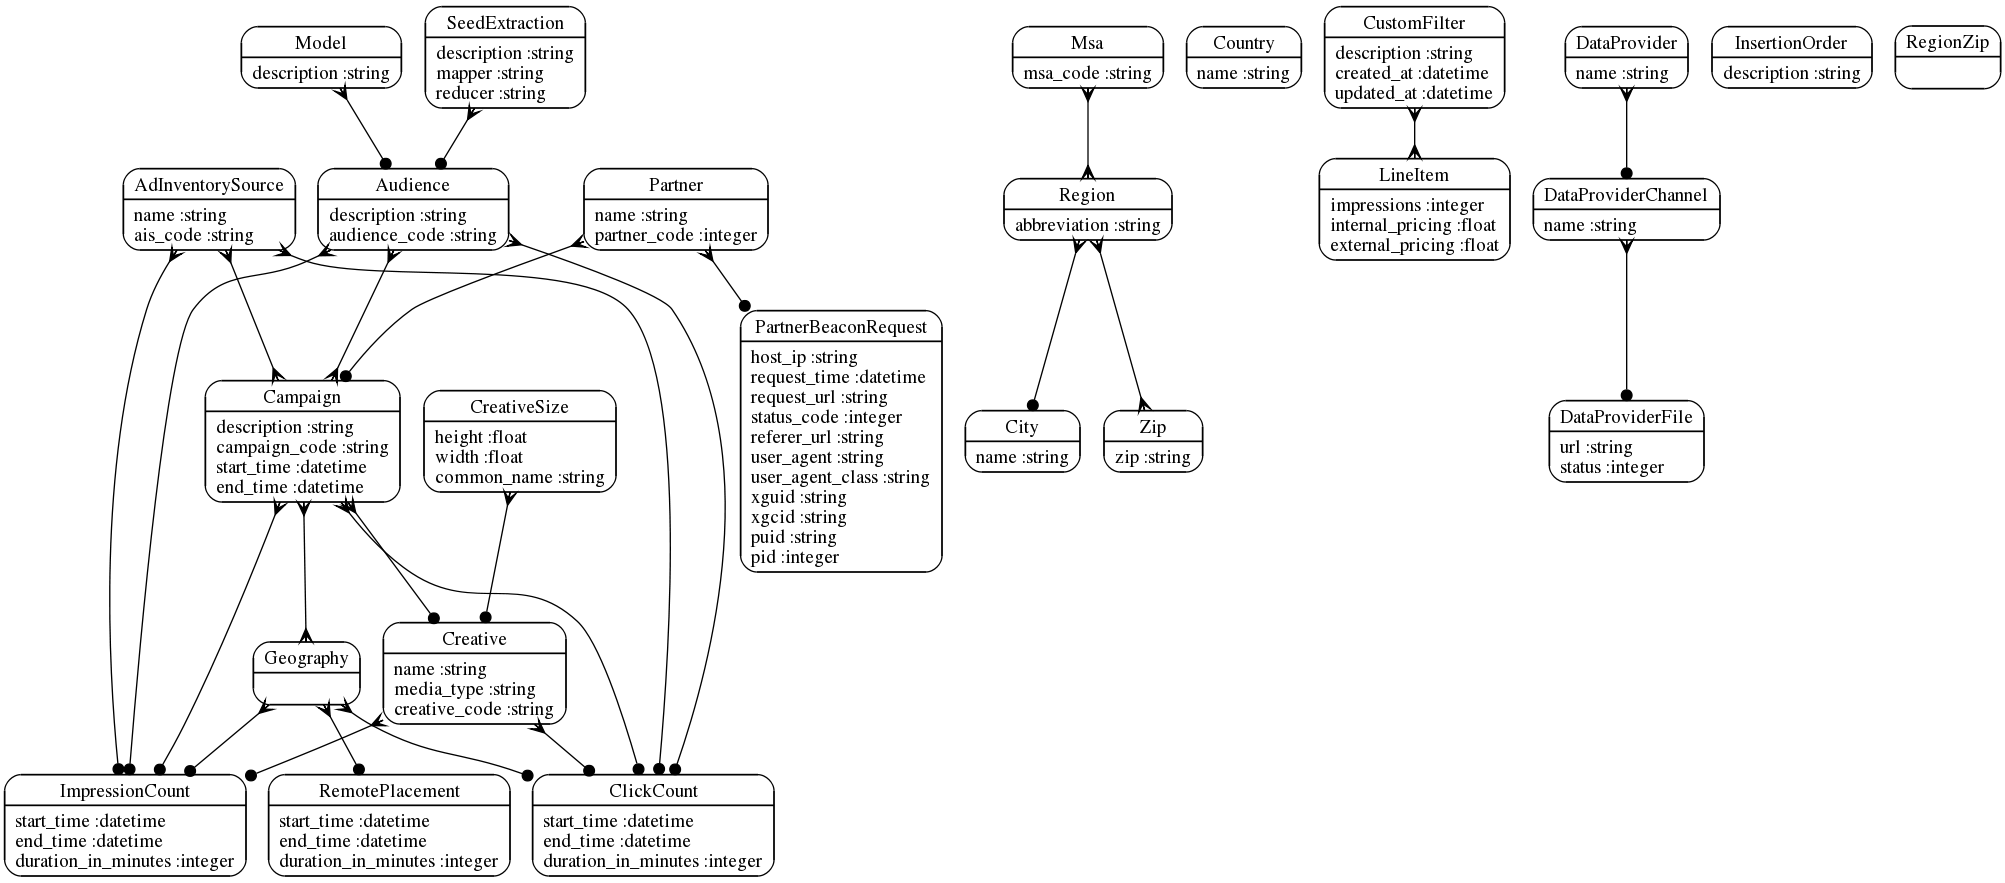 Model
description :string
SeedExtraction
description :string
mapper :string
reducer :string
Msa
msa_code :string
Country
name :string
CustomFilter
description :string
created_at :datetime
updated_at :datetime
DataProvider
name :string
InsertionOrder
description :string
RegionZip
AdInventorySource
name :string
ais_code :string
Audience
description :string
audience_code :string
Partner
name :string
partner_code :integer
Region
abbreviation :string
LineItem
impressions :integer
internal_pricing :float
external_pricing :float
DataProviderChannel
name :string
PartnerBeaconRequest
host_ip :string
request_time :datetime
request_url :string
status_code :integer
referer_url :string
user_agent :string
user_agent_class :string
xguid :string
xgcid :string
puid :string
pid :integer
Campaign
description :string
campaign_code :string
start_time :datetime
end_time :datetime
CreativeSize
height :float
width :float
common_name :string
City
name :string
Zip
zip :string
DataProviderFile
url :string
status :integer
Geography
Creative
name :string
media_type :string
creative_code :string
ImpressionCount
start_time :datetime
end_time :datetime
duration_in_minutes :integer
RemotePlacement
start_time :datetime
end_time :datetime
duration_in_minutes :integer
ClickCount
start_time :datetime
end_time :datetime
duration_in_minutes :integer